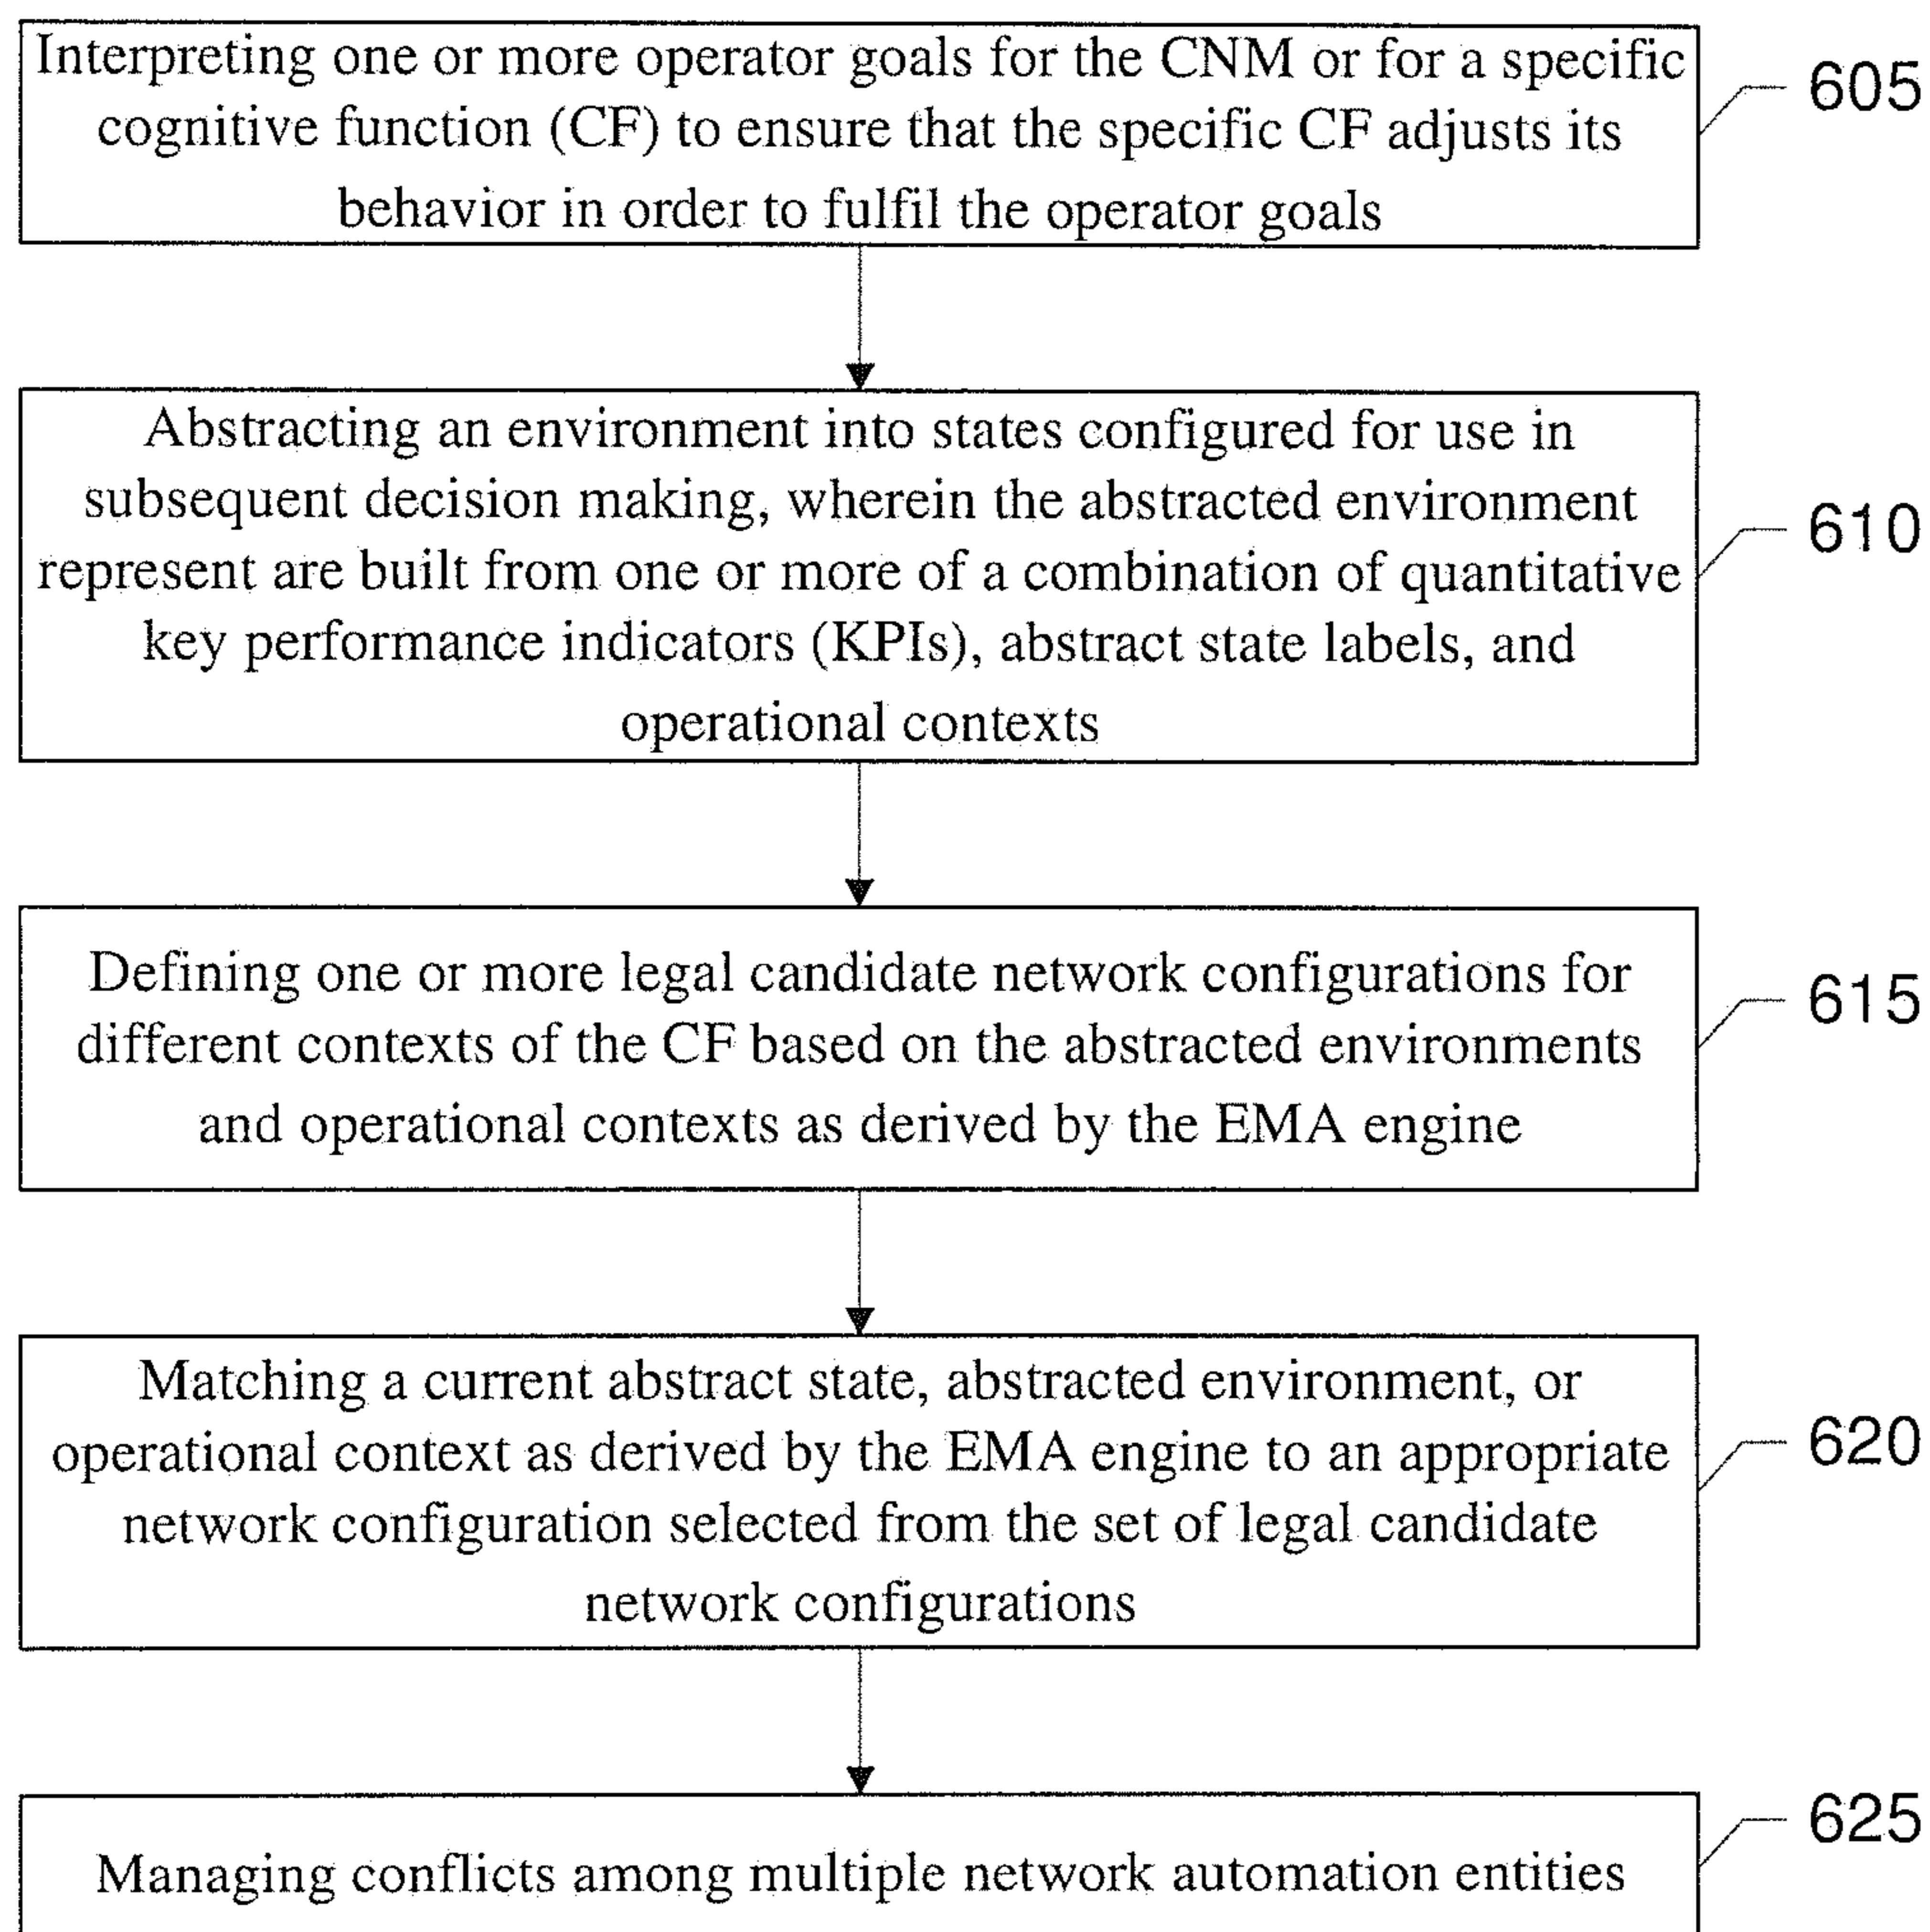 Interpreting one or more operator goals for the CNM or for a specific
cognitive function (CF) to ensure that the specific CF adjusts its
behavior in order to fulfil the operator goals
605
Abstracting an environment into states configured for use in
subsequent decision making, wherein the abstracted environment
represent are built from one or more of a combination of quantitative
key performance indicators (KPIs), abstract state labels, and
operational contexts
610
Defining one or more legal candidate network configurations for
different contexts of the CF based on the abstracted environments
and operational contexts as derived by the EMA engine
615
Matching a current abstract state, abstracted environment, or
operational context as derived by the EMA engine to an appropriate
network configuration selected from the set of legal candidate
network configurations
620
Managing conflicts among multiple network automation entities
625